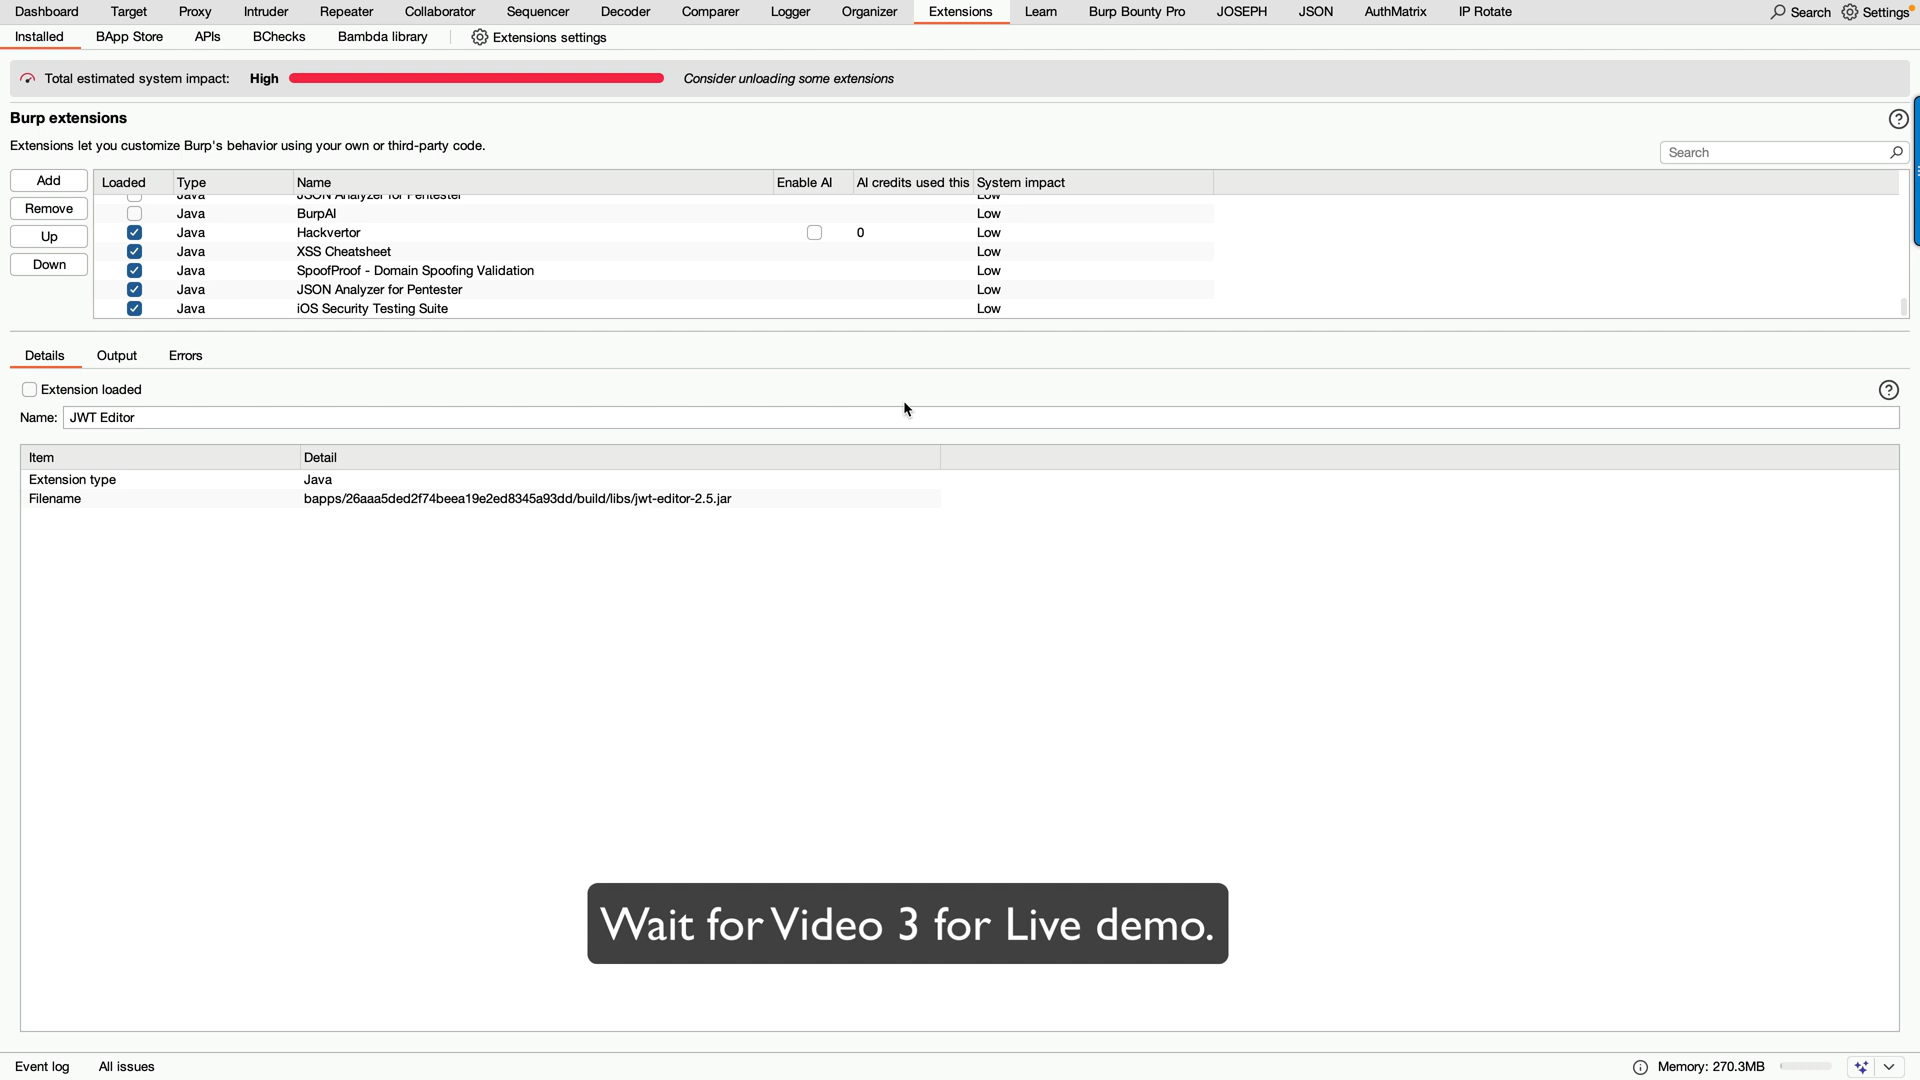 Dashboard Target Proxy Intruder Repeater Collaborator Sequencer Decoder Comparer Logger Organizer Extensions Learn Burp Bounty Pro JOSEPH JSON AuthMatrix IP Rotate Search Settings
Installed BApp Store APIs BChecks Bambda library Extensions settings
Total estimated system impact: High Consider unloading some extensions
Burp extensions
Extensions let you customize Burp's behavior using your own or third-party code.
Search
Add
Remove
Up
Down
Loaded Type Name Enable AI AI credits used this System impact
Java JSON Analyzer for Pentester Low
Java BurpAI Low
Java Hackvertor 0 Low
Java XSS Cheatsheet Low
Java SpoofProof - Domain Spoofing Validation Low
Java JSON Analyzer for Pentester Low
Java iOS Security Testing Suite Low
Details Output Errors
Extension loaded
Name: JWT Editor
Item Detail
Extension type Java
Filename bapps/26aaa5ded2f74beea19e2ed8345a93dd/build/libs/jwt-editor-2.5.jar
Wait for Video 3 for Live demo.
Event log All issues Memory: 270.3MB